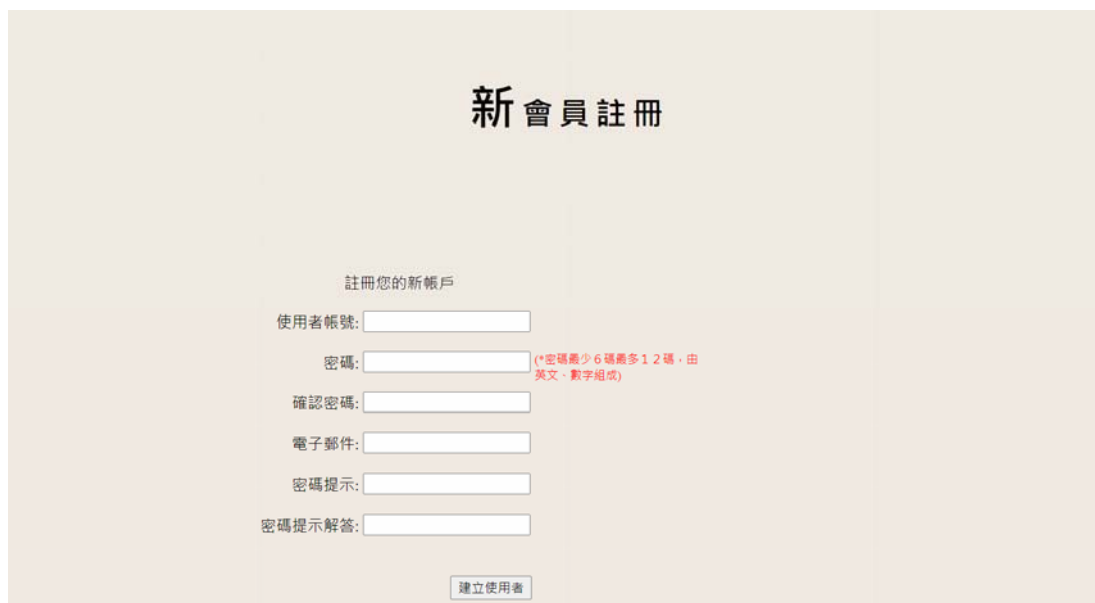 新會員註冊
註冊您的新帳戶
使用者帳號:
密碼:
(*密碼最少６碼最多１２碼，由
英文、數字組成)
確認密碼:
電子郵件:
密碼提示:
密碼提示解答:
建立使用者